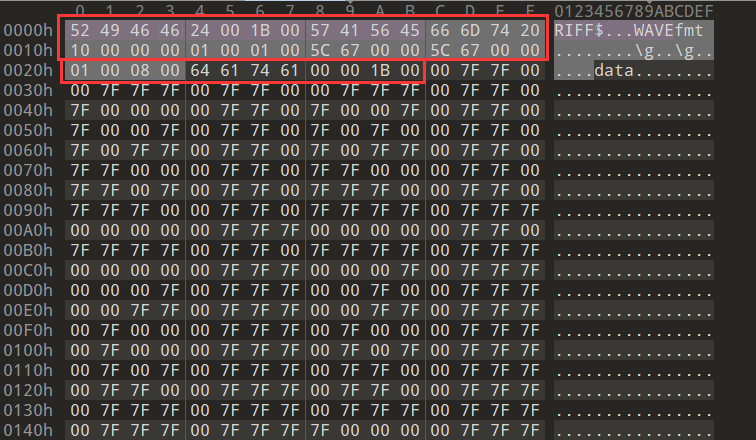 0 1 2 3 4 5 6 7 8 9 A B C D E F 0123456789ABCDEF
0000h 52 49 46 46 24 00 1B 00 57 41 56 45 66 6D 74 20 RIFF$...WAVEfmt
0010h 10 00 00 00 01 00 01 00 5C 67 00 00 5C 67 00 00 ........\g..\g..
0020h 01 00 08 00 64 61 74 61 00 00 1B 00 00 7F 7F 00 ....data........
0030h 00 7F 7F 7F 00 7F 7F 00 00 7F 7F 7F 00 7F 7F 00 ................
0040h 7F 00 00 00 00 7F 7F 00 7F 00 00 7F 00 7F 7F 00 ................
0050h 7F 00 7F 7F 00 7F 7F 00 7F 00 7F 00 00 7F 7F 00 ................
0060h 7F 00 7F 7F 00 7F 7F 00 00 7F 7F 00 00 7F 7F 7F ................
0070h 7F 7F 00 00 00 7F 7F 00 7F 7F 00 00 00 7F 7F 00 ................
0080h 7F 7F 00 7F 00 7F 7F 00 7F 7F 7F 00 00 7F 7F 00 ................
0090h 7F 7F 7F 00 00 7F 7F 00 7F 7F 7F 7F 00 7F 7F 7F ................
00A0h 00 00 00 00 00 7F 7F 7F 00 00 00 00 00 7F 7F 00 ................
00B0h 7F 7F 7F 7F 00 7F 7F 00 7F 7F 7F 7F 00 7F 7F 7F ................
00C0h 00 00 00 7F 00 7F 7F 7F 00 00 00 7F 00 7F 7F 7F ................
00D0h 00 00 00 7F 00 7F 7F 7F 00 00 7F 00 00 7F 7F 7F ................
00E0h 00 00 7F 7F 00 7F 7F 7F 00 00 7F 7F 00 7F 7F 7F ................
00F0h 00 7F 00 00 00 7F 7F 7F 00 7F 00 00 00 7F 7F 7F ................
0100h 00 7F 00 00 00 7F 7F 7F 00 7F 00 7F 00 7F 7F 7F ................
0110h 00 7F 00 7F 00 7F 7F 7F 00 7F 00 7F 00 7F 7F 7F ................
0120h 00 7F 7F 00 00 7F 7F 7F 00 7F 7F 00 00 7F 7F 7F ................
0130h 00 7F 7F 7F 00 7F 7F 7F 00 7F 7F 7F 00 7F 7F 7F ................
0140h 00 7F 7F 7F 00 7F 7F 7F 7F 00 00 00 00 7F 7F 7F ................